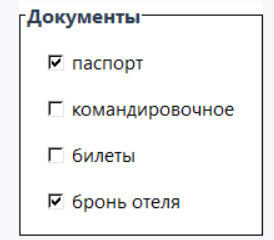 Документы
паспорт
командировочное
билеты
бронь отеля